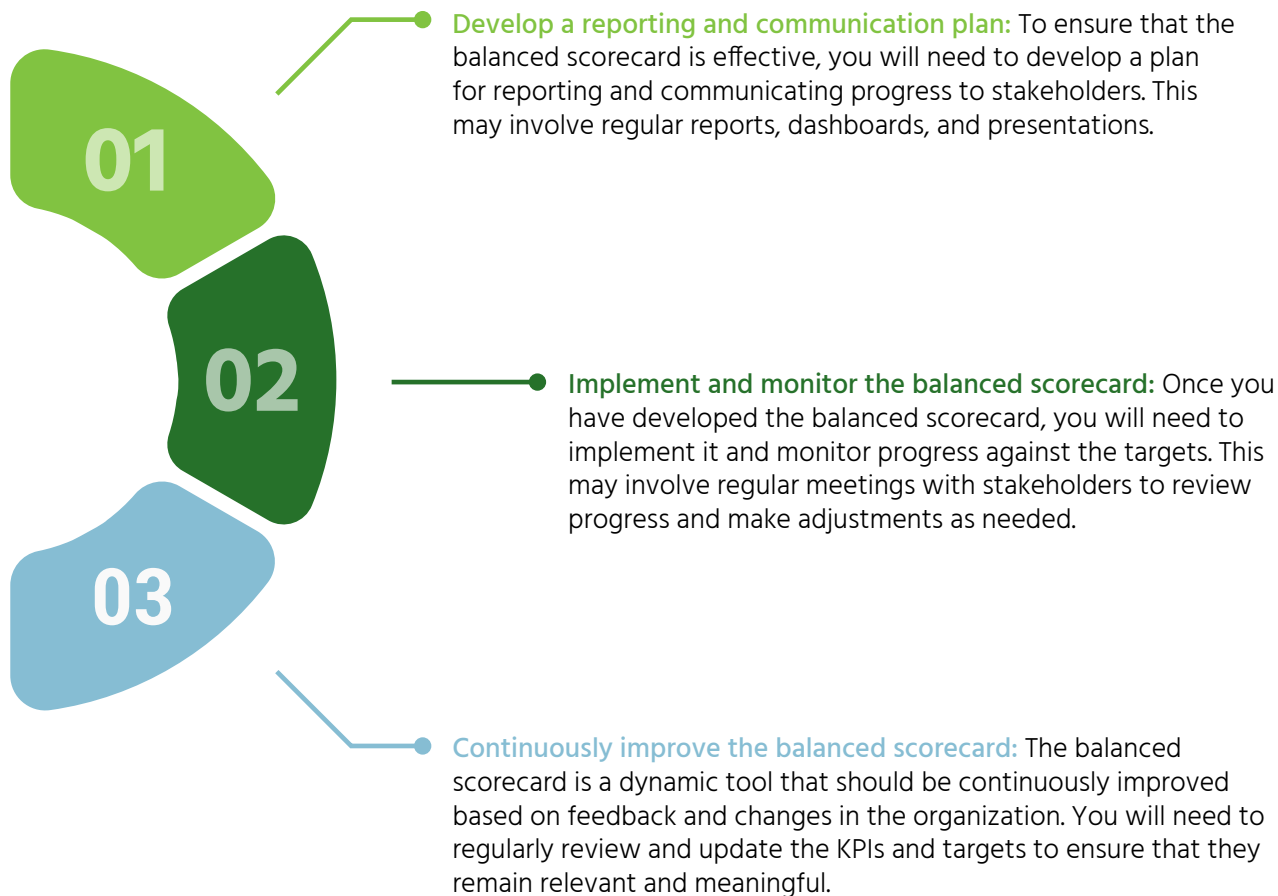 01
Develop a reporting and communication plan: To ensure that the
balanced scorecard is effective, you will need to develop a plan
for reporting and communicating progress to stakeholders. This
may involve regular reports, dashboards, and presentations.
02
Implement and monitor the balanced scorecard: Once you
have developed the balanced scorecard, you will need to
implement it and monitor progress against the targets. This
may involve regular meetings with stakeholders to review
progress and make adjustments as needed.
03
Continuously improve the balanced scorecard: The balanced
scorecard is a dynamic tool that should be continuously improved
based on feedback and changes in the organization. You will need to
regularly review and update the KPIs and targets to ensure that they
remain relevant and meaningful.